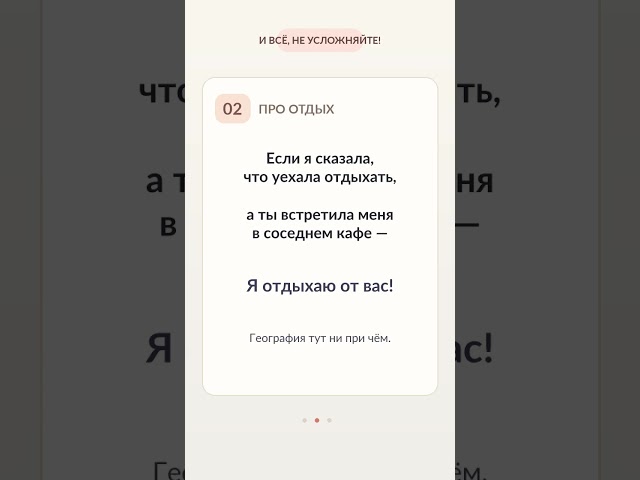 И ВСЁ, НЕ УСЛОЖНЯЙТЕ!
02 ПРО ОТДЫХ
Если я сказала,
что уехала отдыхать,
а ты встретила меня
в соседнем кафе —
Я отдыхаю от вас!
География тут ни при чём.